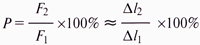 P = F₂/F₁ ×100% ≈ Δl₂/Δl₁ ×100%